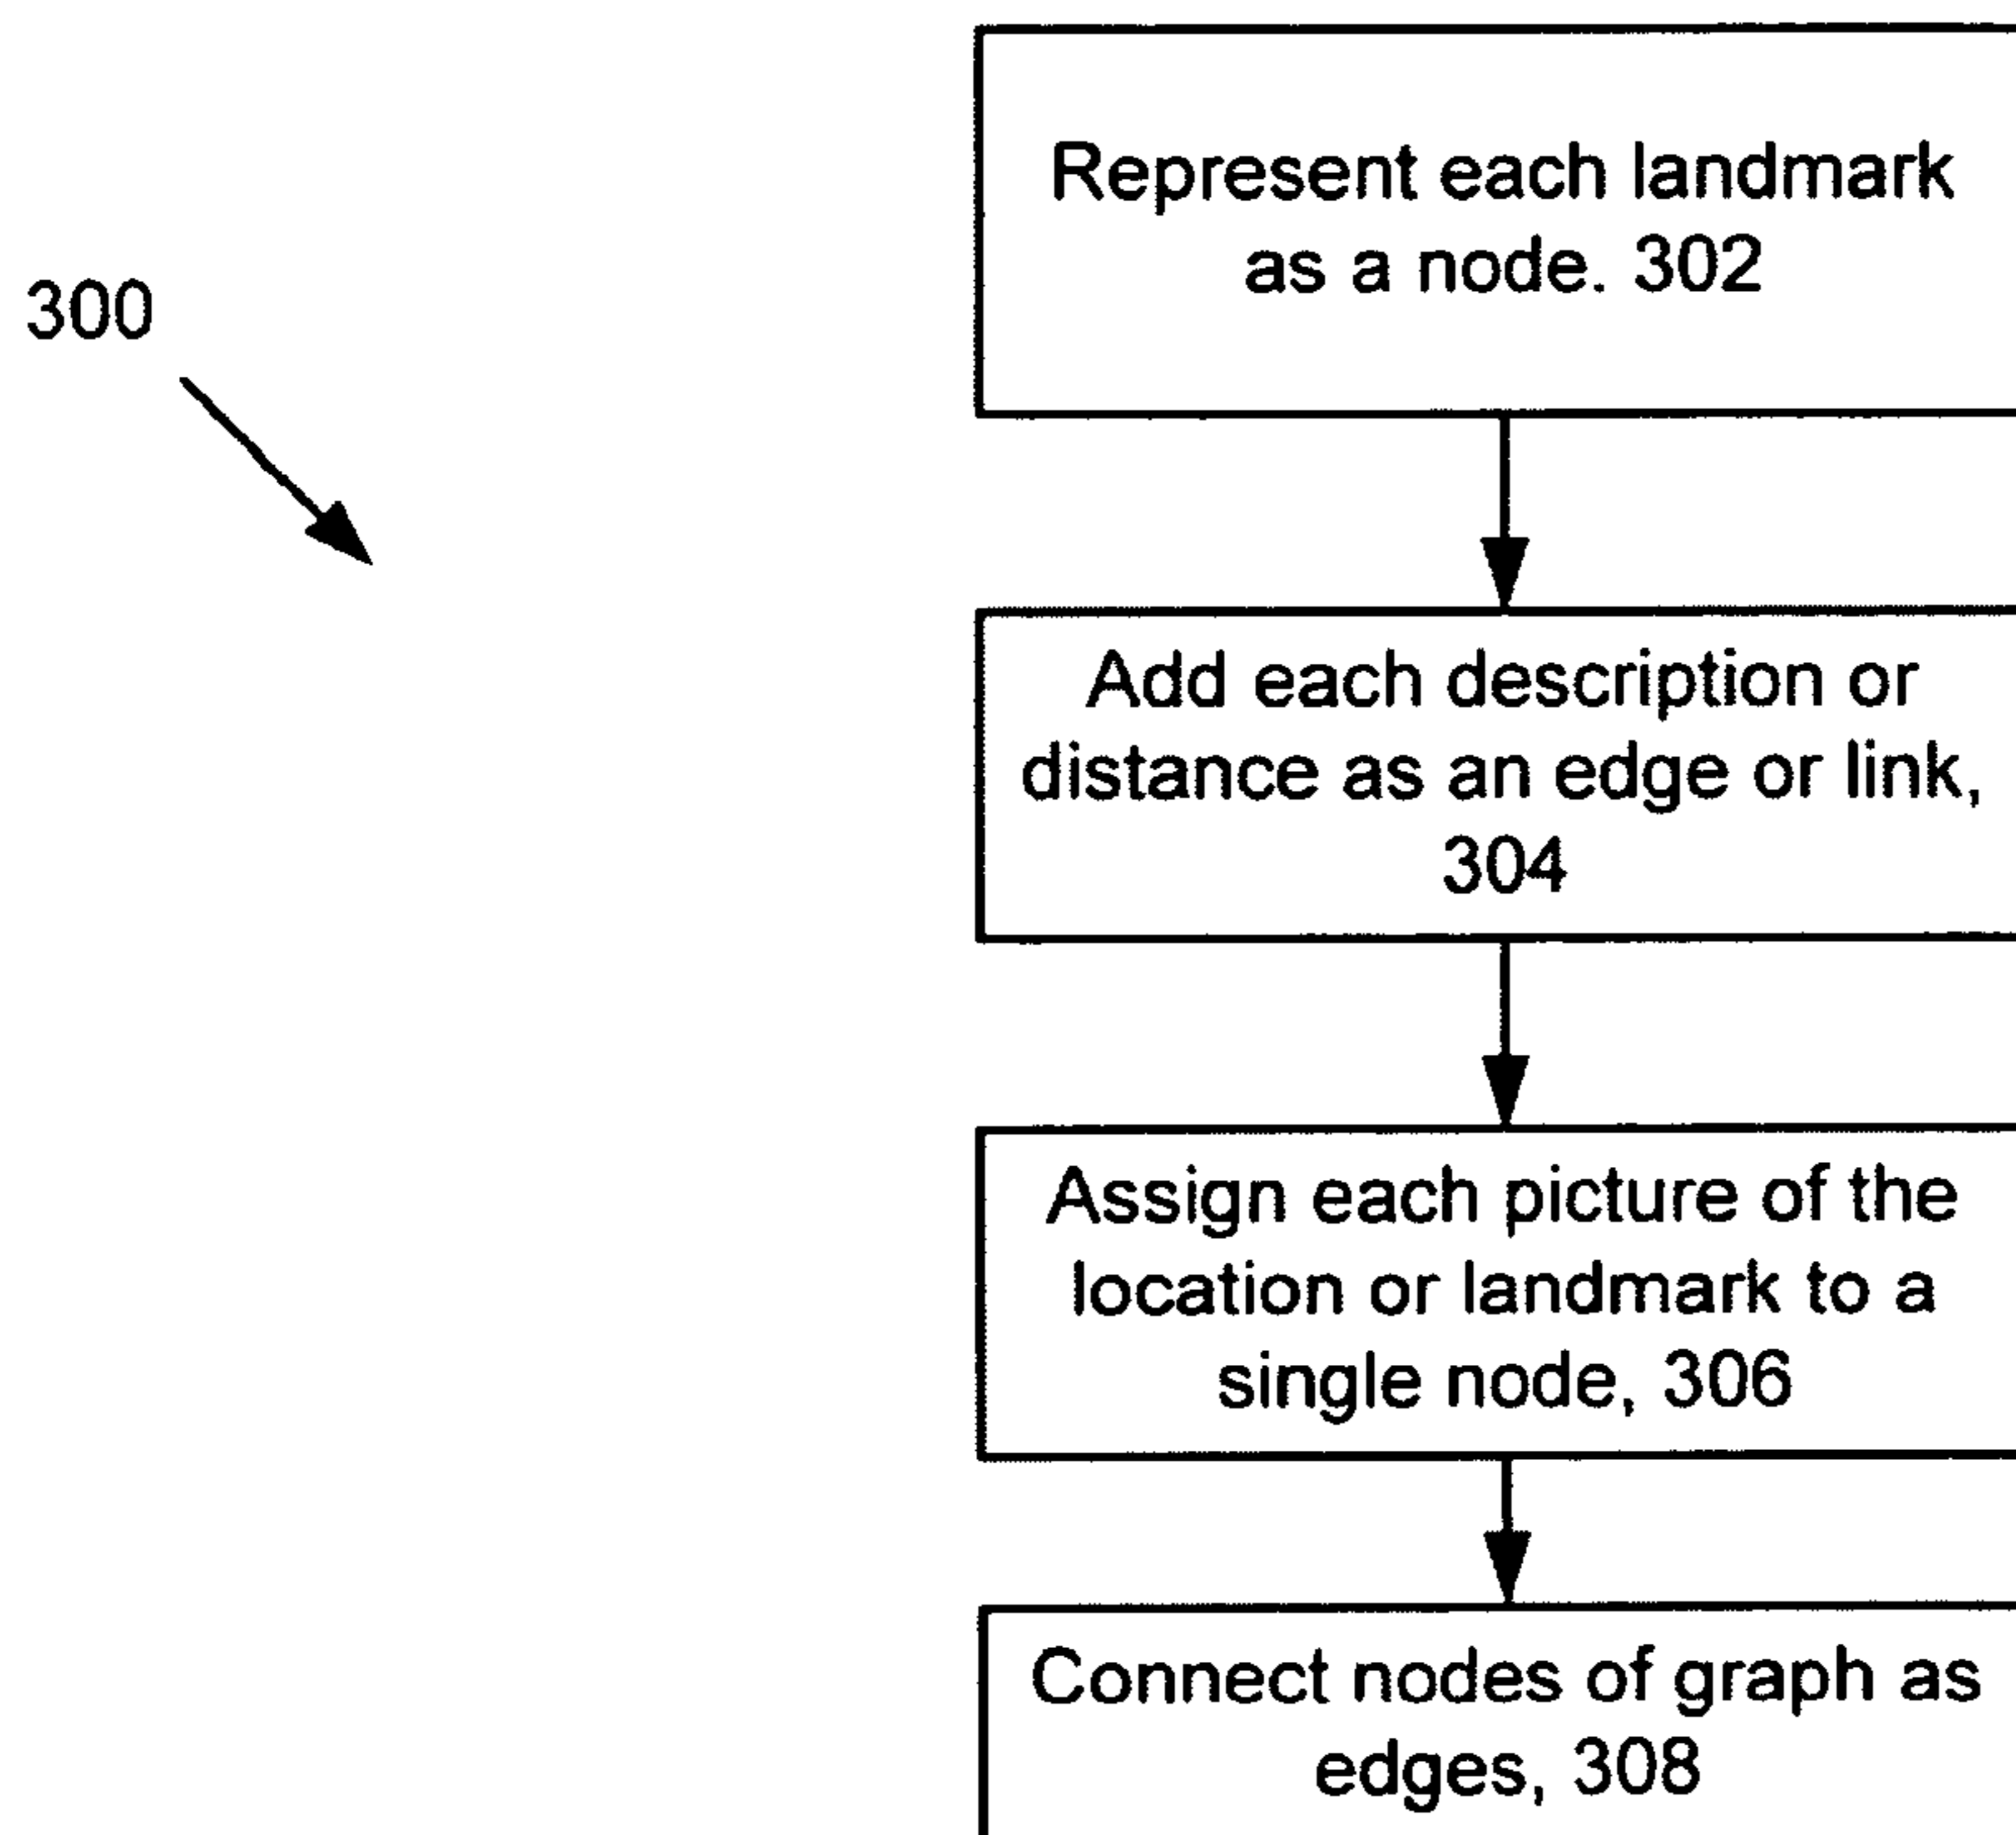 300
Represent each landmark
as a node. 302
Add each description or
distance as an edge or link,
304
Assign each picture of the
location or landmark to a
single node, 306
Connect nodes of graph as
edges, 308